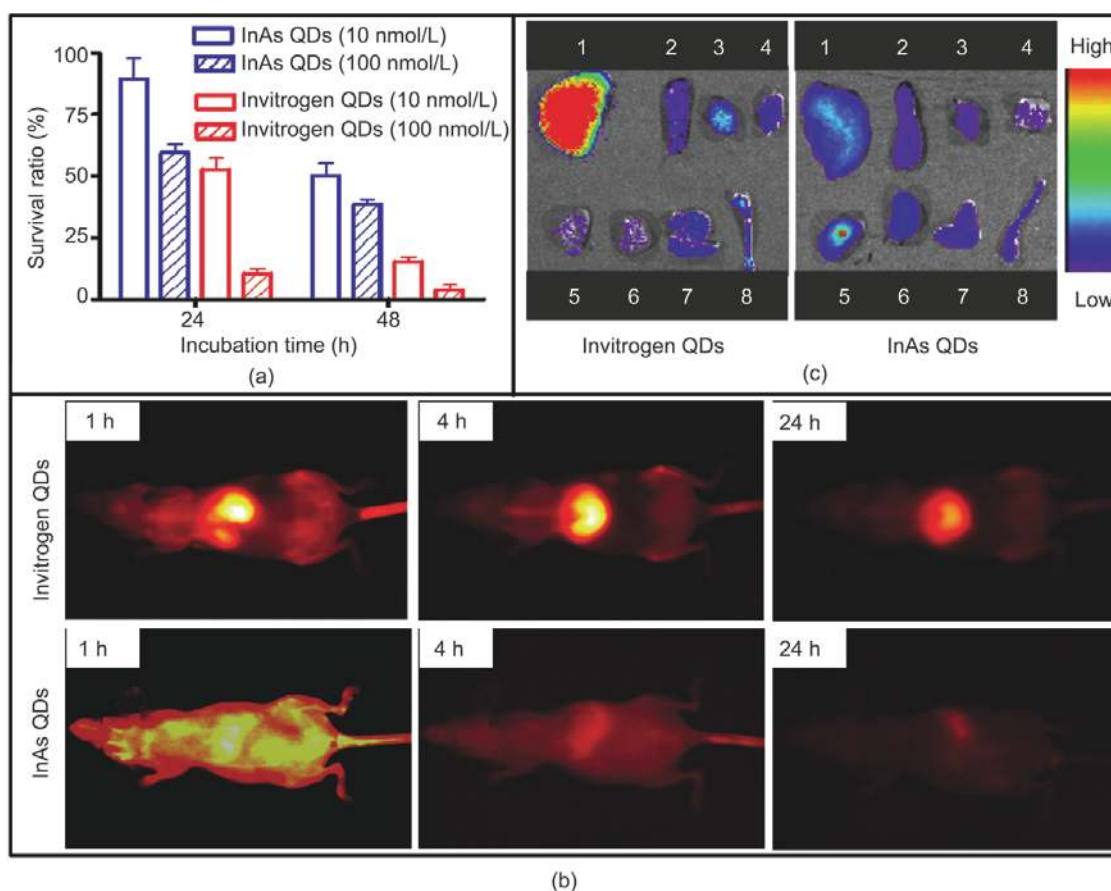 100
75
50
25
0
Survival ratio (%)
InAs QDs (10 nmol/L)
InAs QDs (100 nmol/L)
Invitrogen QDs (10 nmol/L)
Invitrogen QDs (100 nmol/L)
24
48
Incubation time (h)
(a)
1 2 3 4
5 6 7 8
Invitrogen QDs
1 2 3 4
5 6 7 8
InAs QDs
High
Low
(c)
Invitrogen QDs
1 h
4 h
24 h
InAs QDs
1 h
4 h
24 h
(b)